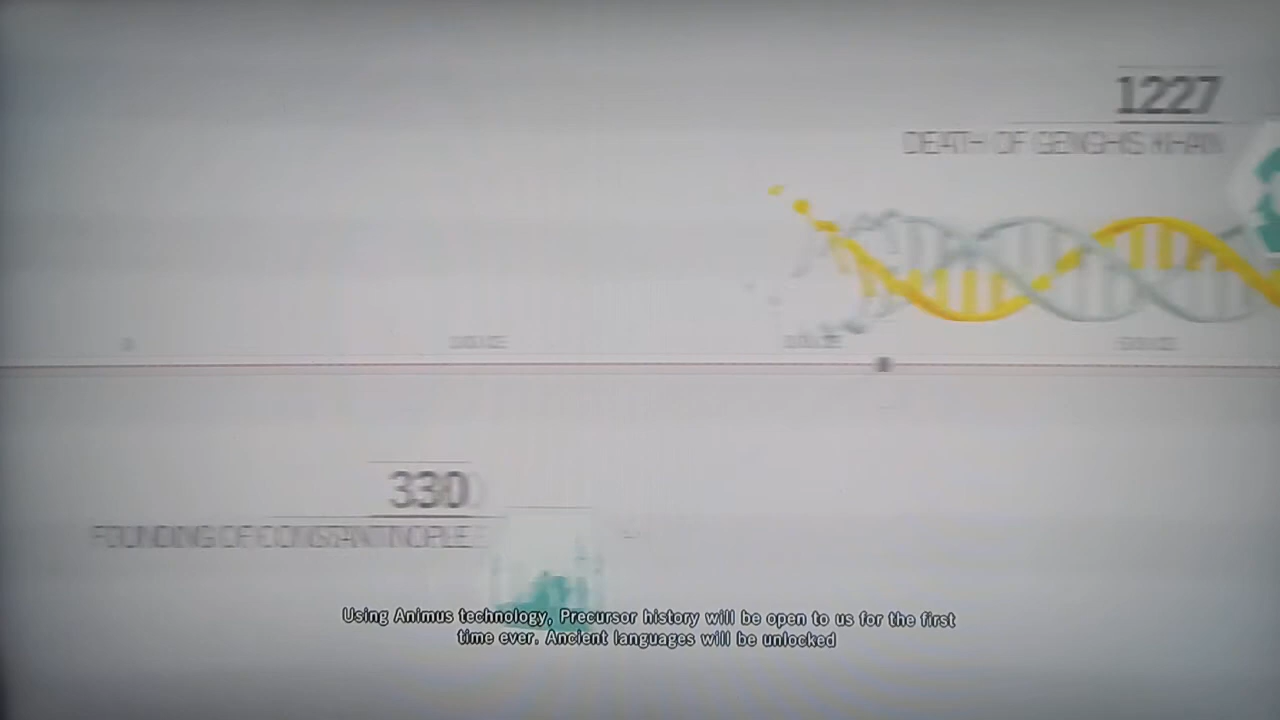 1227
DEATH OF GENGHIS KHAN
330
FOUNDING OF CONSTANTINOPLE
Using Animus technology, Precursor history will be open to us for the first
time ever. Ancient languages will be unlocked